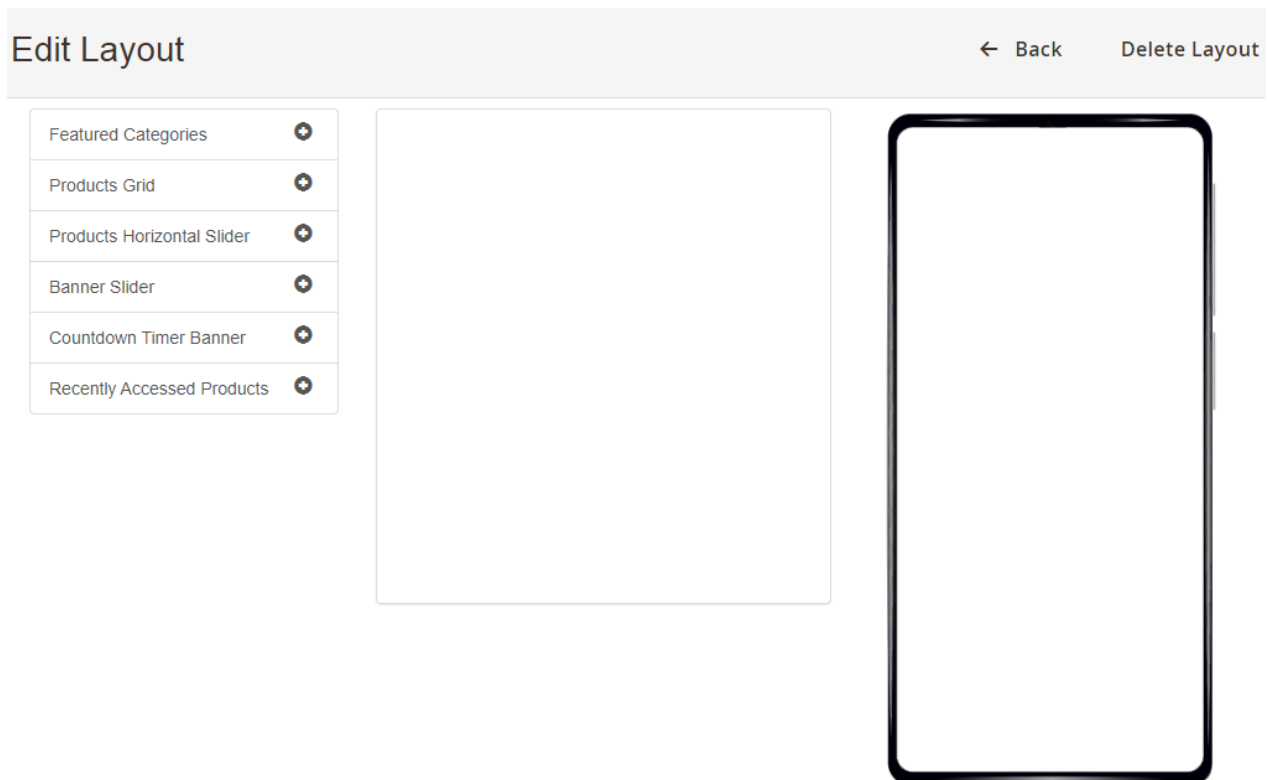 Edit Layout
← Back
Delete Layout
Featured Categories
Products Grid
Products Horizontal Slider
Banner Slider
Countdown Timer Banner
Recently Accessed Products